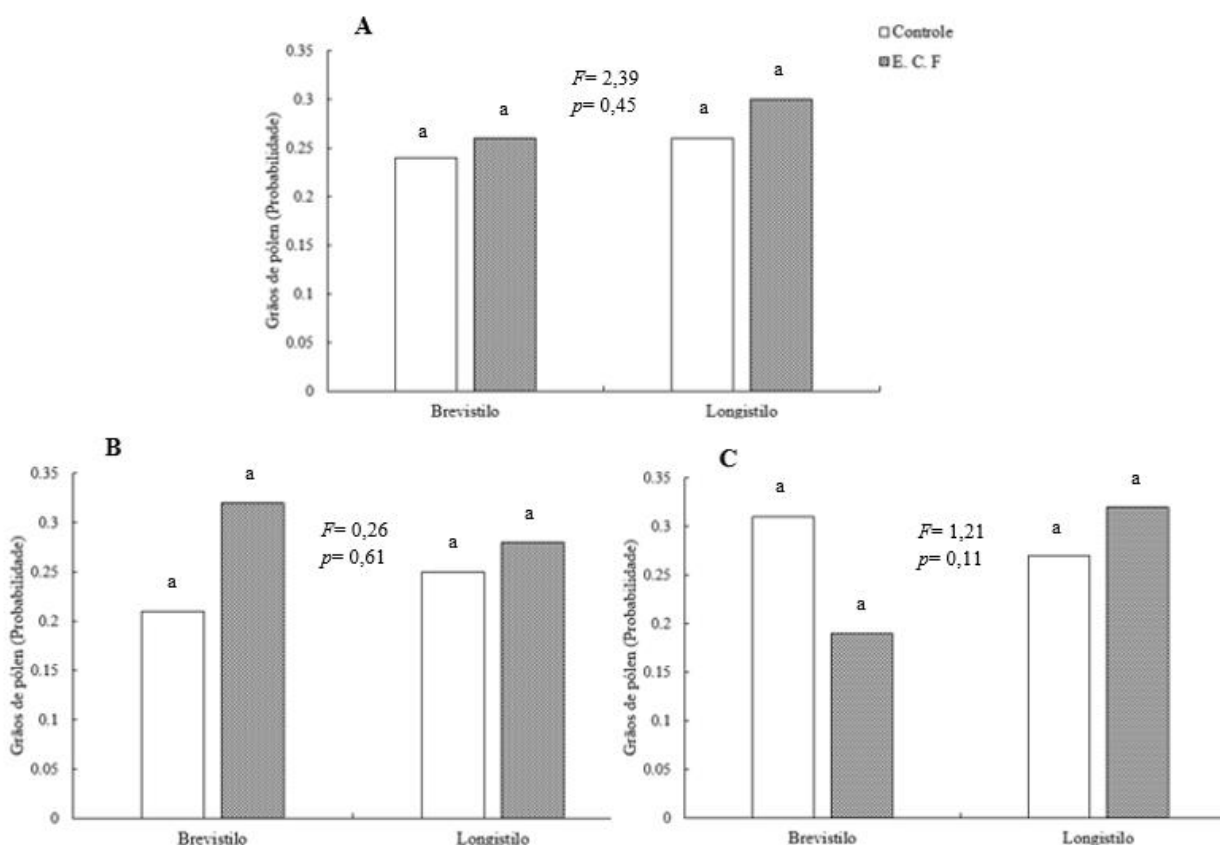 A
Controle
E. C. F
Grãos de pólen (Probabilidade)
0.35
0.3
0.25
0.2
0.15
0.1
0.05
0
a
a
F= 2,39
p= 0,45
a
a
Brevistilo
Longistilo
B
Grãos de pólen (Probabilidade)
0.35
0.3
0.25
0.2
0.15
0.1
0.05
0
a
a
F= 0,26
p= 0,61
a
a
Brevistilo
Longistilo
C
Grãos de pólen (Probabilidade)
0.35
0.3
0.25
0.2
0.15
0.1
0.05
0
a
a
F= 1,21
p= 0,11
a
a
Brevistilo
Longistilo